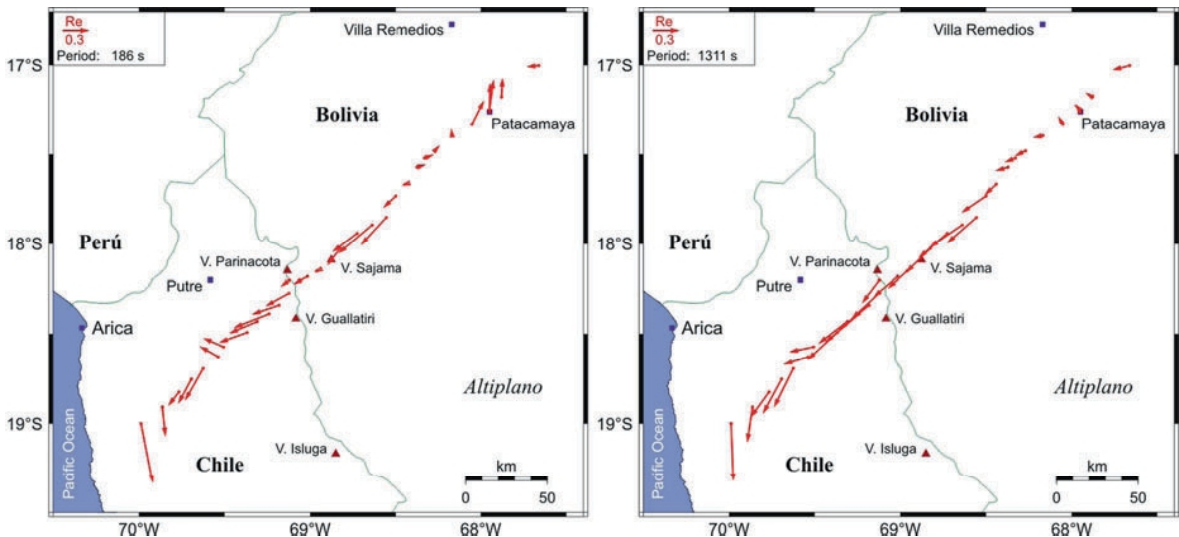 Re
0.3
Period: 186 s
Villa Remedios
17°S
Bolivia
Patacamaya
Perú
18°S
V. Parinacota
V. Sajama
Putre
Arica
V. Guallatiri
Altiplano
19°S
Pacific Ocean
Chile
V. Isluga
km
0 50
70°W 69°W 68°W
Re
0.3
Period: 1311 s
Villa Remedios
17°S
Bolivia
Patacamaya
Perú
18°S
V. Parinacota
V. Sajama
Putre
Arica
V. Guallatiri
Altiplano
19°S
Pacific Ocean
Chile
V. Isluga
km
0 50
70°W 69°W 68°W